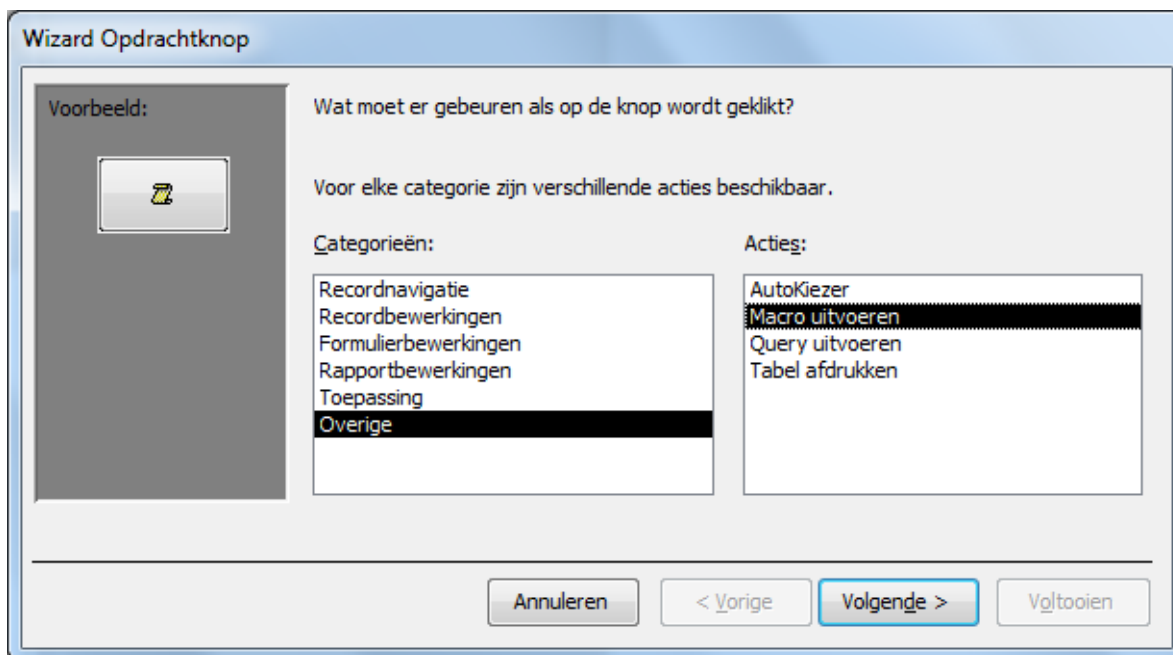 Wizard Opdrachtknop
Voorbeeld:
Wat moet er gebeuren als op de knop wordt geklikt?
Voor elke categorie zijn verschillende acties beschikbaar.
Categorieën:
Recordnavigatie
Recordbewerkingen
Formulierbewerkingen
Rapportbewerkingen
Toepassing
Overige
Acties:
AutoKiezer
Macro uitvoeren
Query uitvoeren
Tabel afdrukken
Annuleren
< Vorige
Volgende >
Voltooien